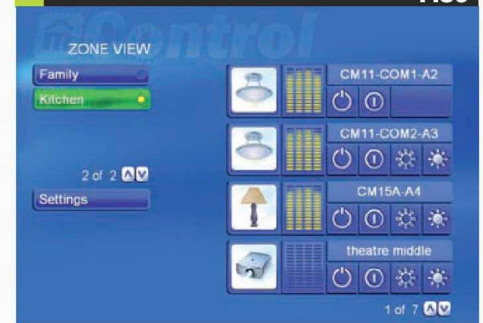 mControl
ZONE VIEW
Family
Kitchen
2 of 2
Settings
CM11-COM1-A2
CM11-COM2-A3
CM15A-A4
theatre middle
1 of 7